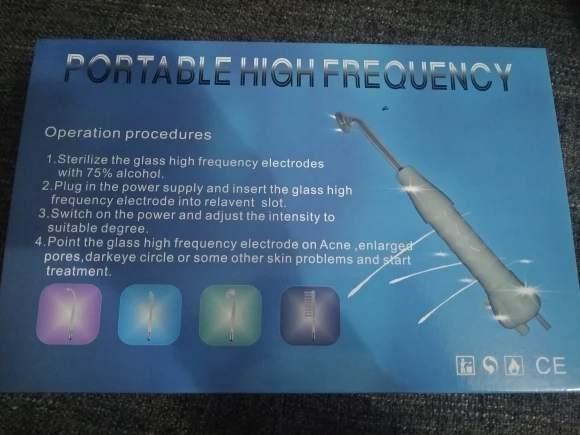 PORTABLE HIGH FREQUENCY
Operation procedures
1.Sterilize the glass high frequency electrodes
with 75% alcohol.
2.Plug in the power supply and insert the glass high
frequency electrode into relavent slot.
3.Switch on the power and adjust the intensity to
suitable degree.
4.Point the glass high frequency electrode on Acne ,enlarged
pores,darkeye circle or some other skin problems and start
treatment.
CE